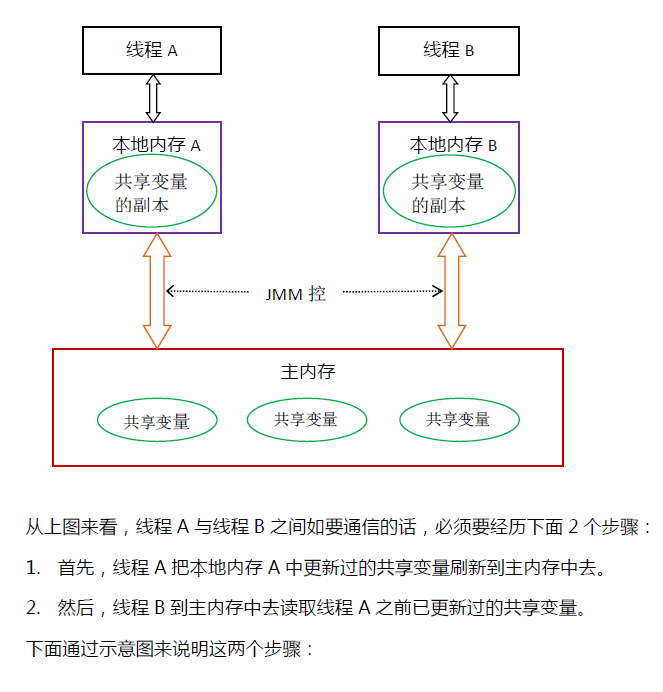 线程 A
线程 B
本地内存 A
本地内存 B
共享变量
的副本
共享变量
的副本
JMM 控
主内存
共享变量
共享变量
共享变量
从上图来看，线程 A 与线程 B 之间如要通信的话，必须要经历下面 2 个步骤：
1. 首先，线程 A 把本地内存 A 中更新过的共享变量刷新到主内存中去。
2. 然后，线程 B 到主内存中去读取线程 A 之前已更新过的共享变量。
下面通过示意图来说明这两个步骤：